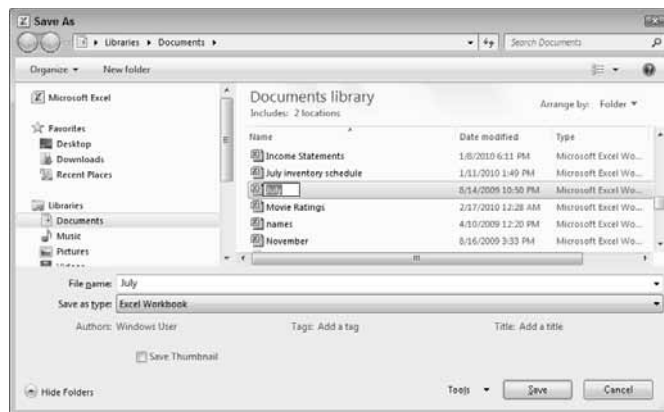 Save As
Libraries Documents
Search Documents
Organize New folder
Microsoft Excel
Favorites
Desktop
Downloads
Recent Places
Libraries
Documents
Music
Pictures
Videos
Documents library
Includes: 2 locations
Arrange by: Folder
Name Date modified Type
Income Statements 1/8/2010 6:11 PM Microsoft Excel Wo...
July inventory schedule 1/11/2010 1:49 PM Microsoft Excel Wo...
July 8/14/2009 10:50 PM Microsoft Excel Wo...
Movie Ratings 2/17/2010 12:28 AM Microsoft Excel Wo...
names 4/10/2009 12:20 PM Microsoft Excel Wo...
November 8/16/2009 3:33 PM Microsoft Excel Wo...
File name: July
Save as type: Excel Workbook
Authors: Windows User Tags: Add a tag Title: Add a title
Save Thumbnail
Hide Folders Tools Save Cancel